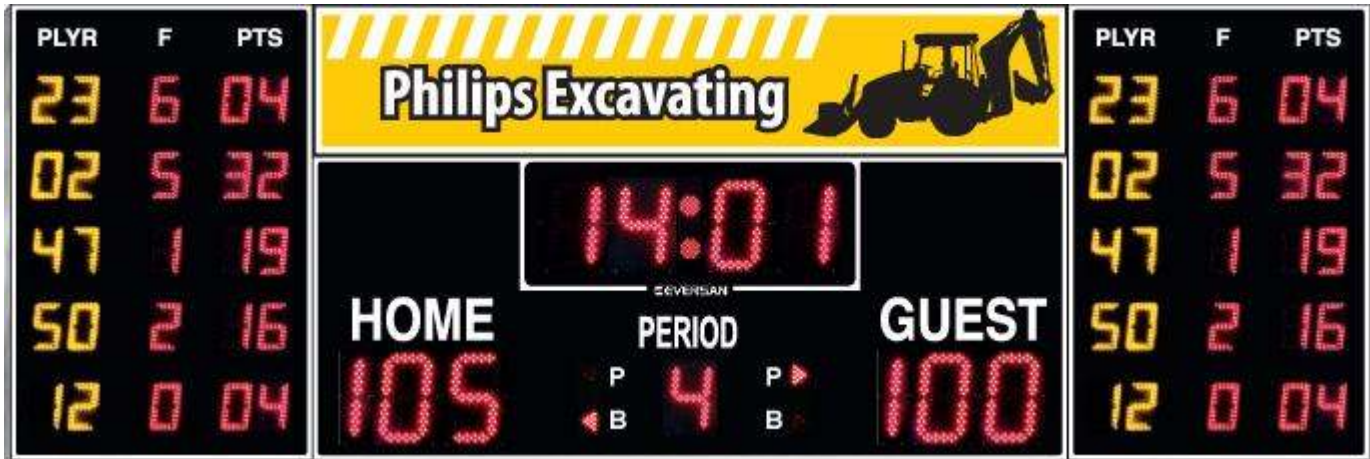 PLYR F PTS
23 6 04
02 5 32
47 1 19
50 2 16
12 0 04
Philips Excavating
14:01
EVERSAN
HOME PERIOD GUEST
105 P 4 P 100
B B
PLYR F PTS
23 6 04
02 5 32
47 1 19
50 2 16
12 0 04